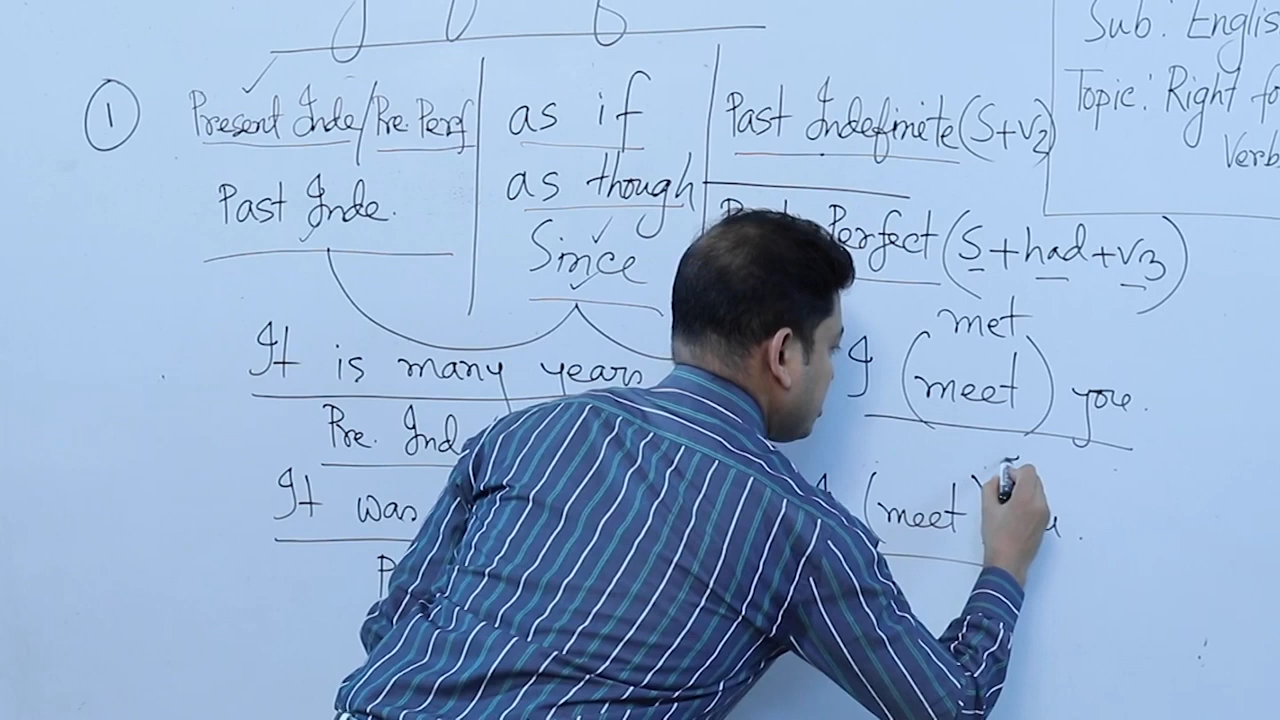 Sub: Englis
Topic: Right fo
Verb
① Present Inde/Pre. Perf
Past Inde.
as if
as though
Since
Past Indefinite (S+V2)
Perfect (S+had+V3)
It is many years
met
I (meet) you.
Pre. Ind
It was
(meet)